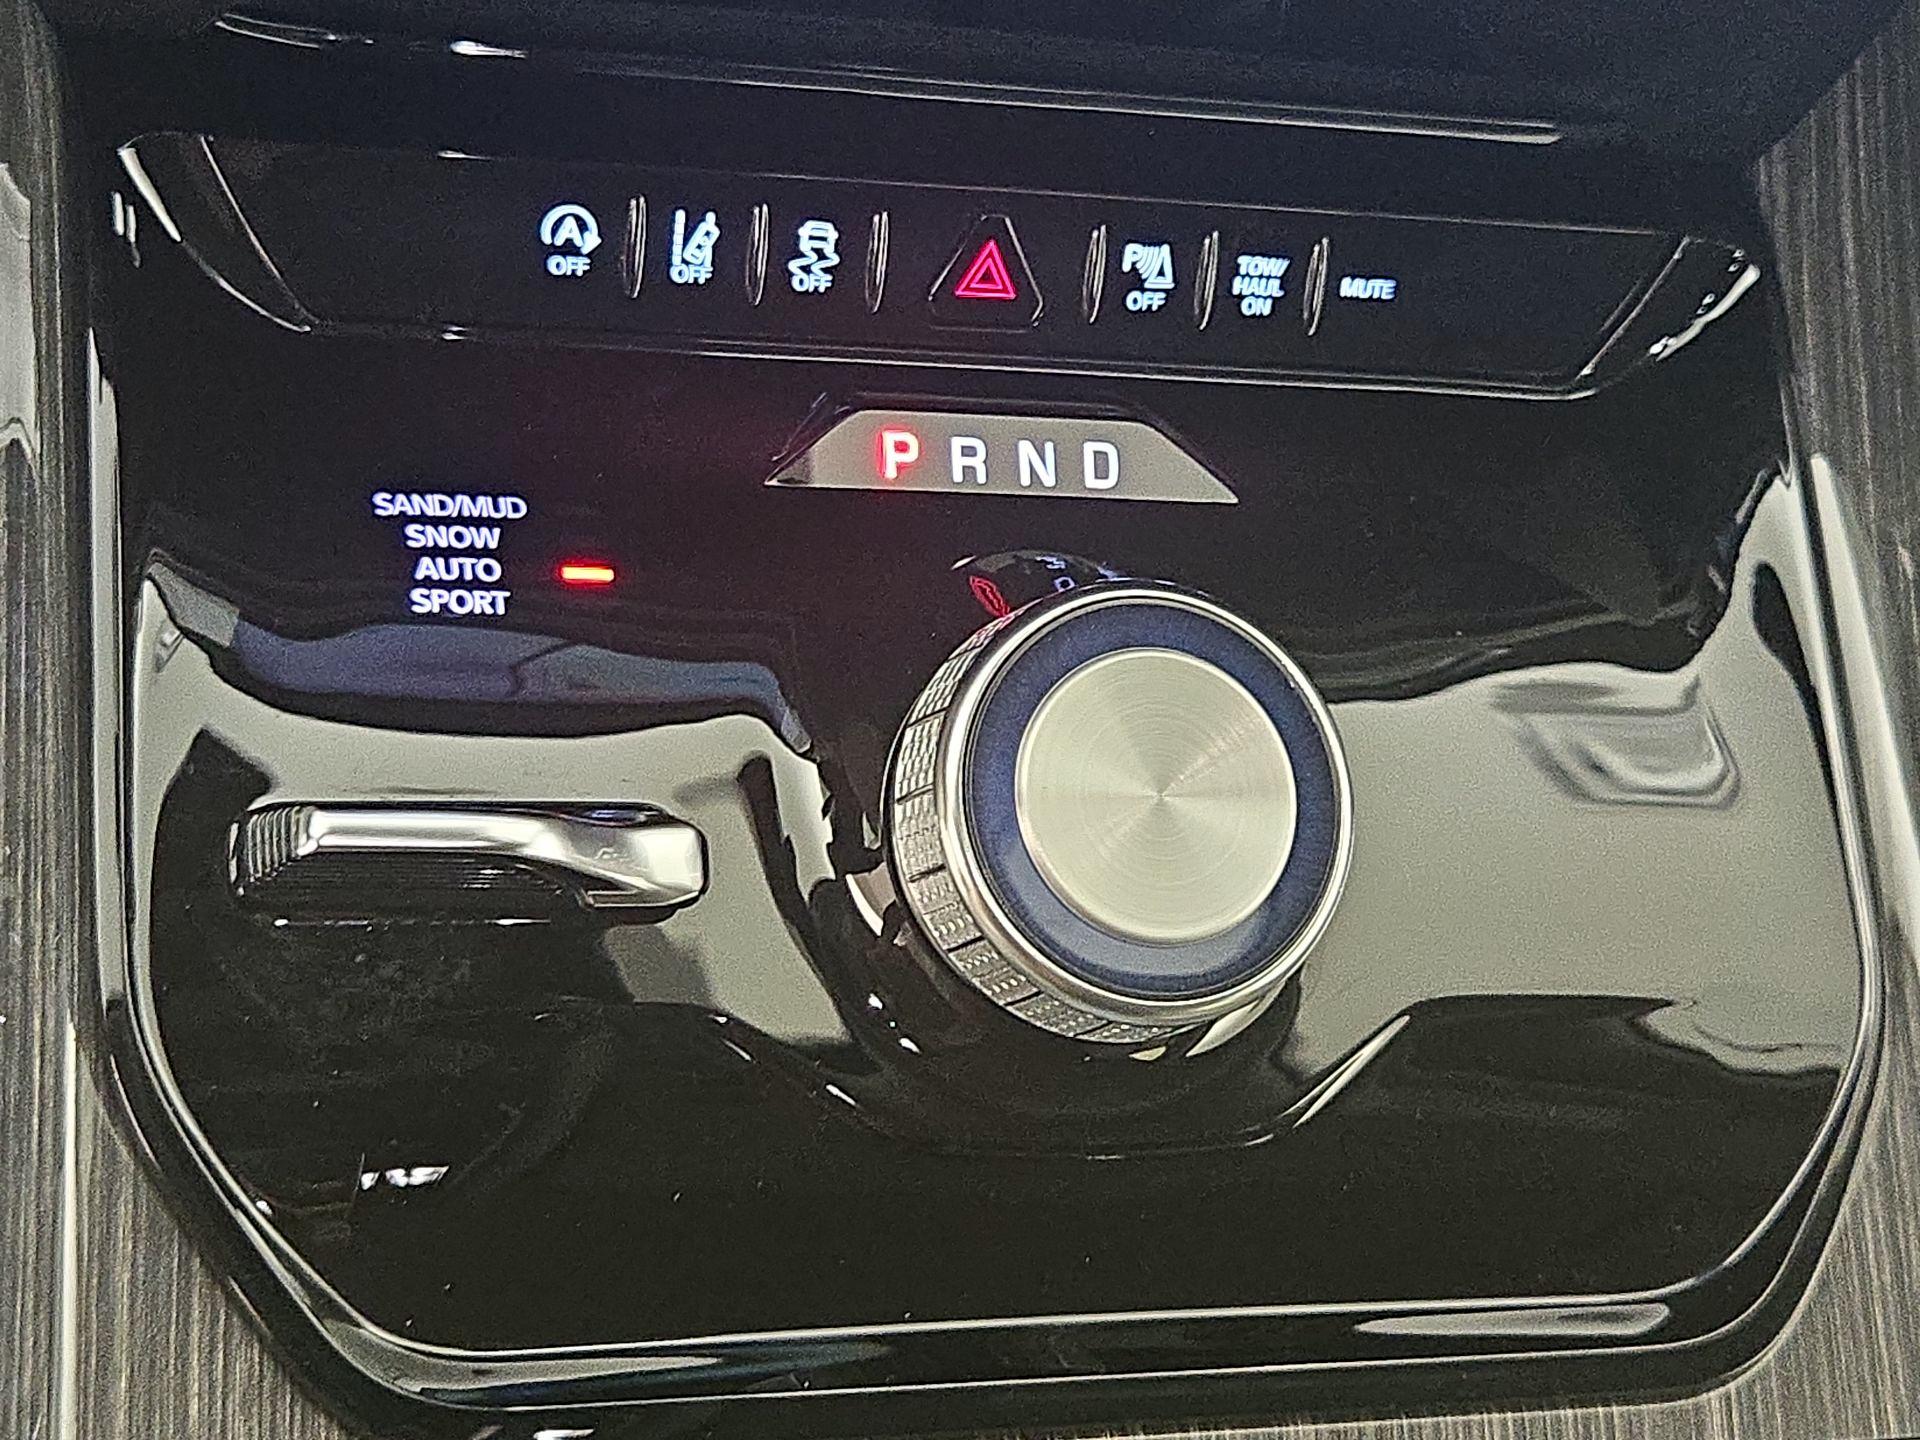 A
OFF
OFF
OFF
P
OFF
TOW/
HAUL
ON
MUTE
P R N D
SAND/MUD
SNOW
AUTO
SPORT